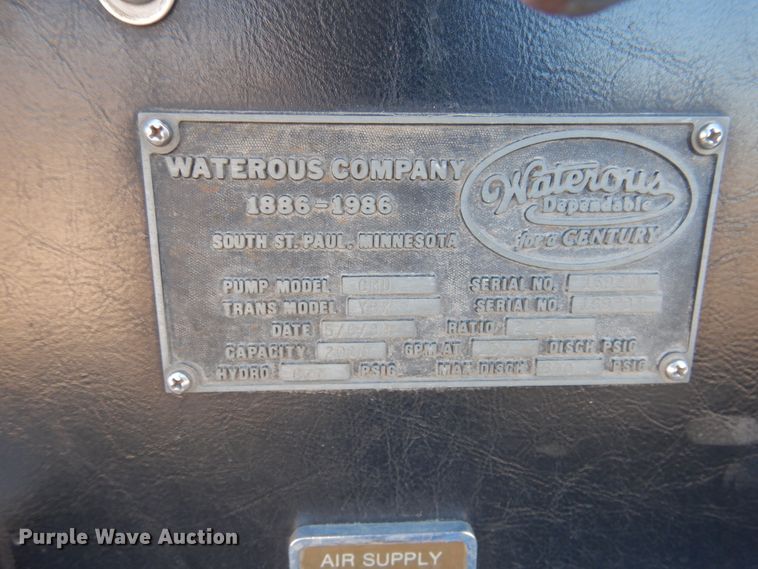 WATEROUS COMPANY
1886-1986
SOUTH ST. PAUL, MINNESOTA
Waterous
Dependable
for a CENTURY
PUMP MODEL SERIAL NO.
TRANS MODEL SERIAL NO.
DATE RATIO
CAPACITY GPM AT DISCH PSIG
HYDRO PSIG MAX DISCH PSIG
Purple Wave Auction
AIR SUPPLY